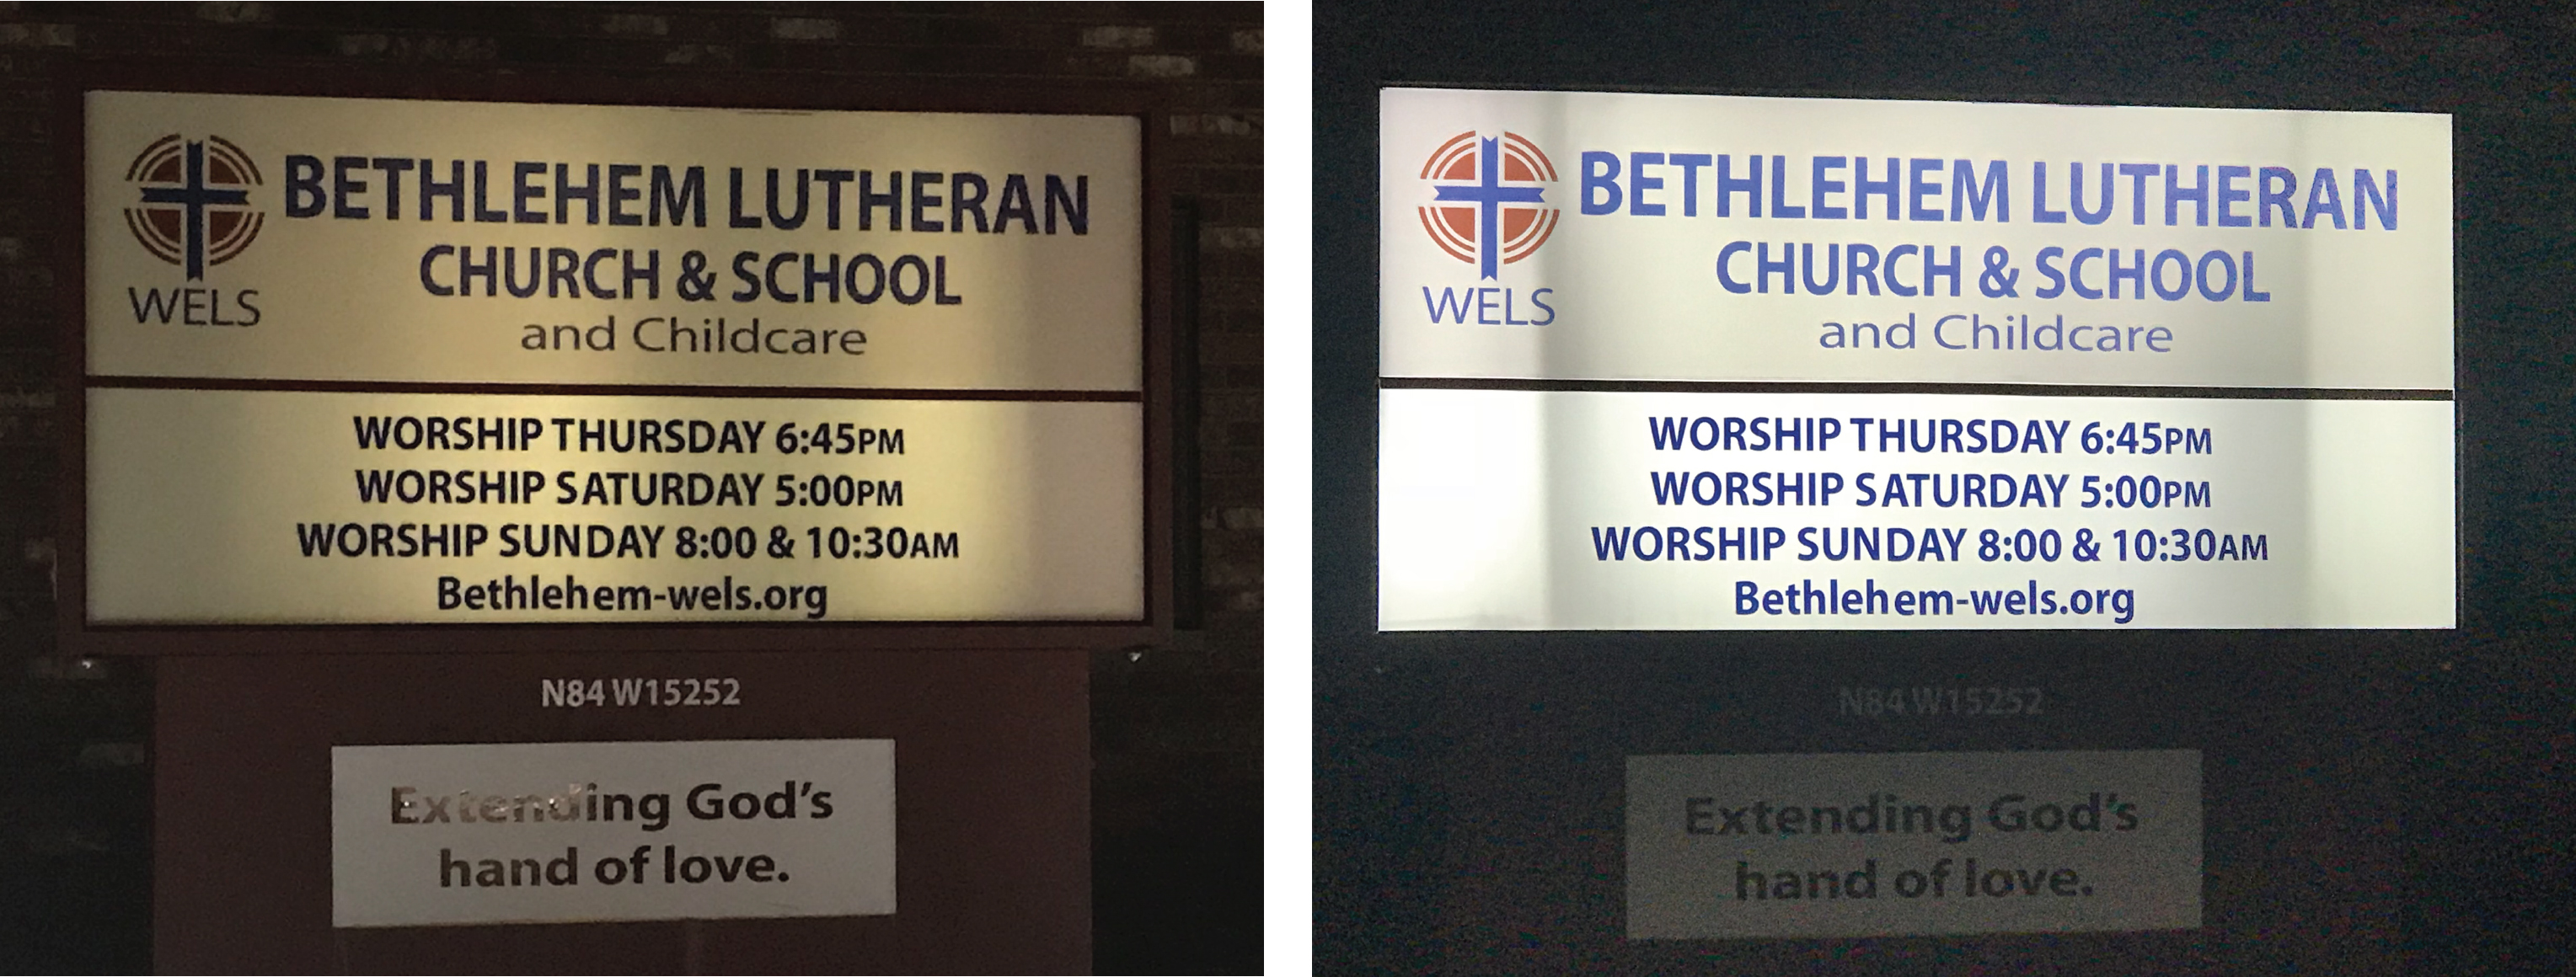 BETHLEHEM LUTHERAN
CHURCH & SCHOOL
and Childcare
WELS
WORSHIP THURSDAY 6:45PM
WORSHIP SATURDAY 5:00PM
WORSHIP SUNDAY 8:00 & 10:30AM
Bethlehem-wels.org
N84 W15252
Extending God's
hand of love.
BETHLEHEM LUTHERAN
CHURCH & SCHOOL
and Childcare
WELS
WORSHIP THURSDAY 6:45PM
WORSHIP SATURDAY 5:00PM
WORSHIP SUNDAY 8:00 & 10:30AM
Bethlehem-wels.org
N84 W15252
Extending God's
hand of love.